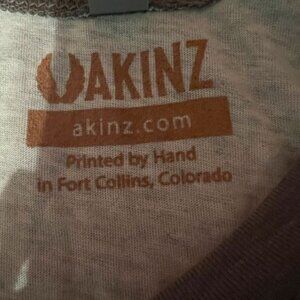 AKINZ
akinz.com
Printed by Hand
in Fort Collins, Colorado